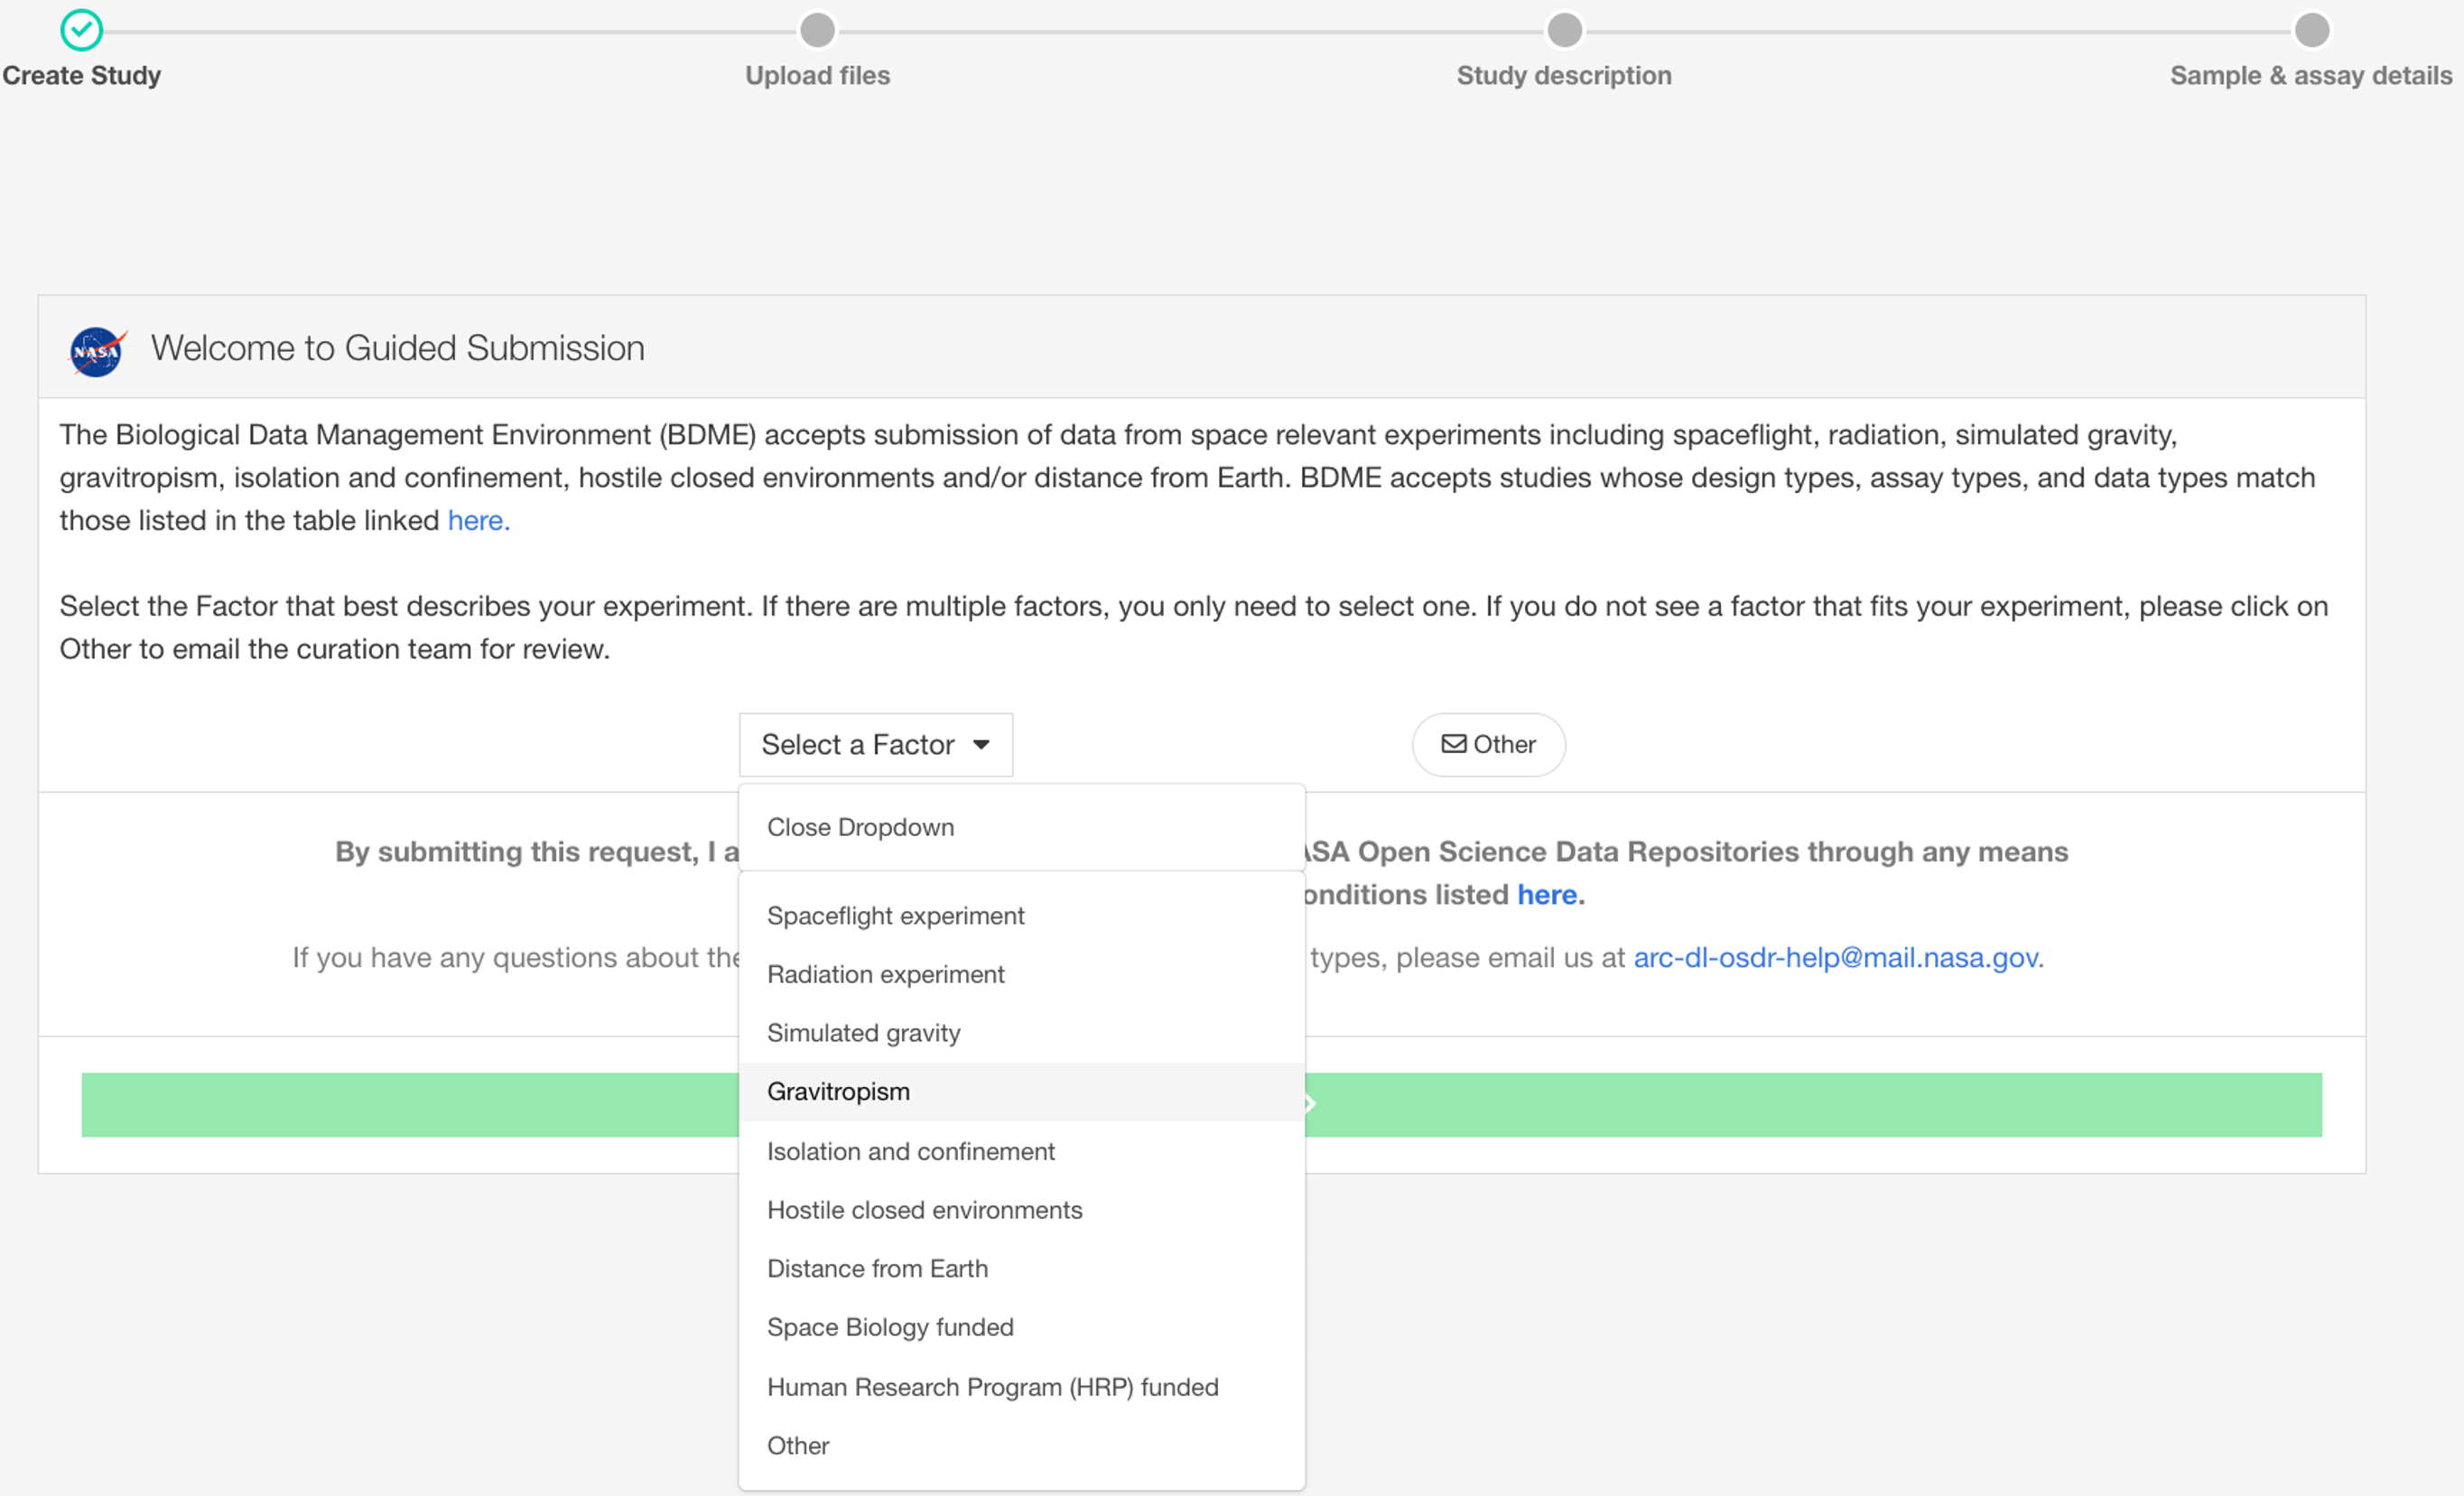 Create Study
Upload files
Study description
Sample & assay details
NASA
Welcome to Guided Submission
The Biological Data Management Environment (BDME) accepts submission of data from space relevant experiments including spaceflight, radiation, simulated gravity,
gravitropism, isolation and confinement, hostile closed environments and/or distance from Earth. BDME accepts studies whose design types, assay types, and data types match
those listed in the table linked here.
Select the Factor that best describes your experiment. If there are multiple factors, you only need to select one. If you do not see a factor that fits your experiment, please click on
Other to email the curation team for review.
Select a Factor
Other
Close Dropdown
By submitting this request, I
Open Science Data Repositories through any means
listed here.
If you have any questions about
types, please email us at arc-dl-osdr-help@mail.nasa.gov.
Spaceflight experiment
Radiation experiment
Simulated gravity
Gravitropism
Isolation and confinement
Hostile closed environments
Distance from Earth
Space Biology funded
Human Research Program (HRP) funded
Other